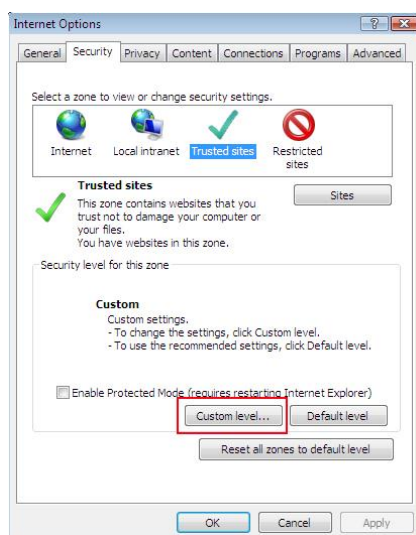 Internet Options
General Security Privacy Content Connections Programs Advanced
Select a zone to view or change security settings.
Internet Local intranet Trusted sites Restricted
sites
Trusted sites
Sites
This zone contains websites that you
trust not to damage your computer or
your files.
You have websites in this zone.
Security level for this zone
Custom
Custom settings.
- To change the settings, click Custom level.
- To use the recommended settings, click Default level.
Enable Protected Mode (requires restarting Internet Explorer)
Custom level... Default level
Reset all zones to default level
OK Cancel Apply